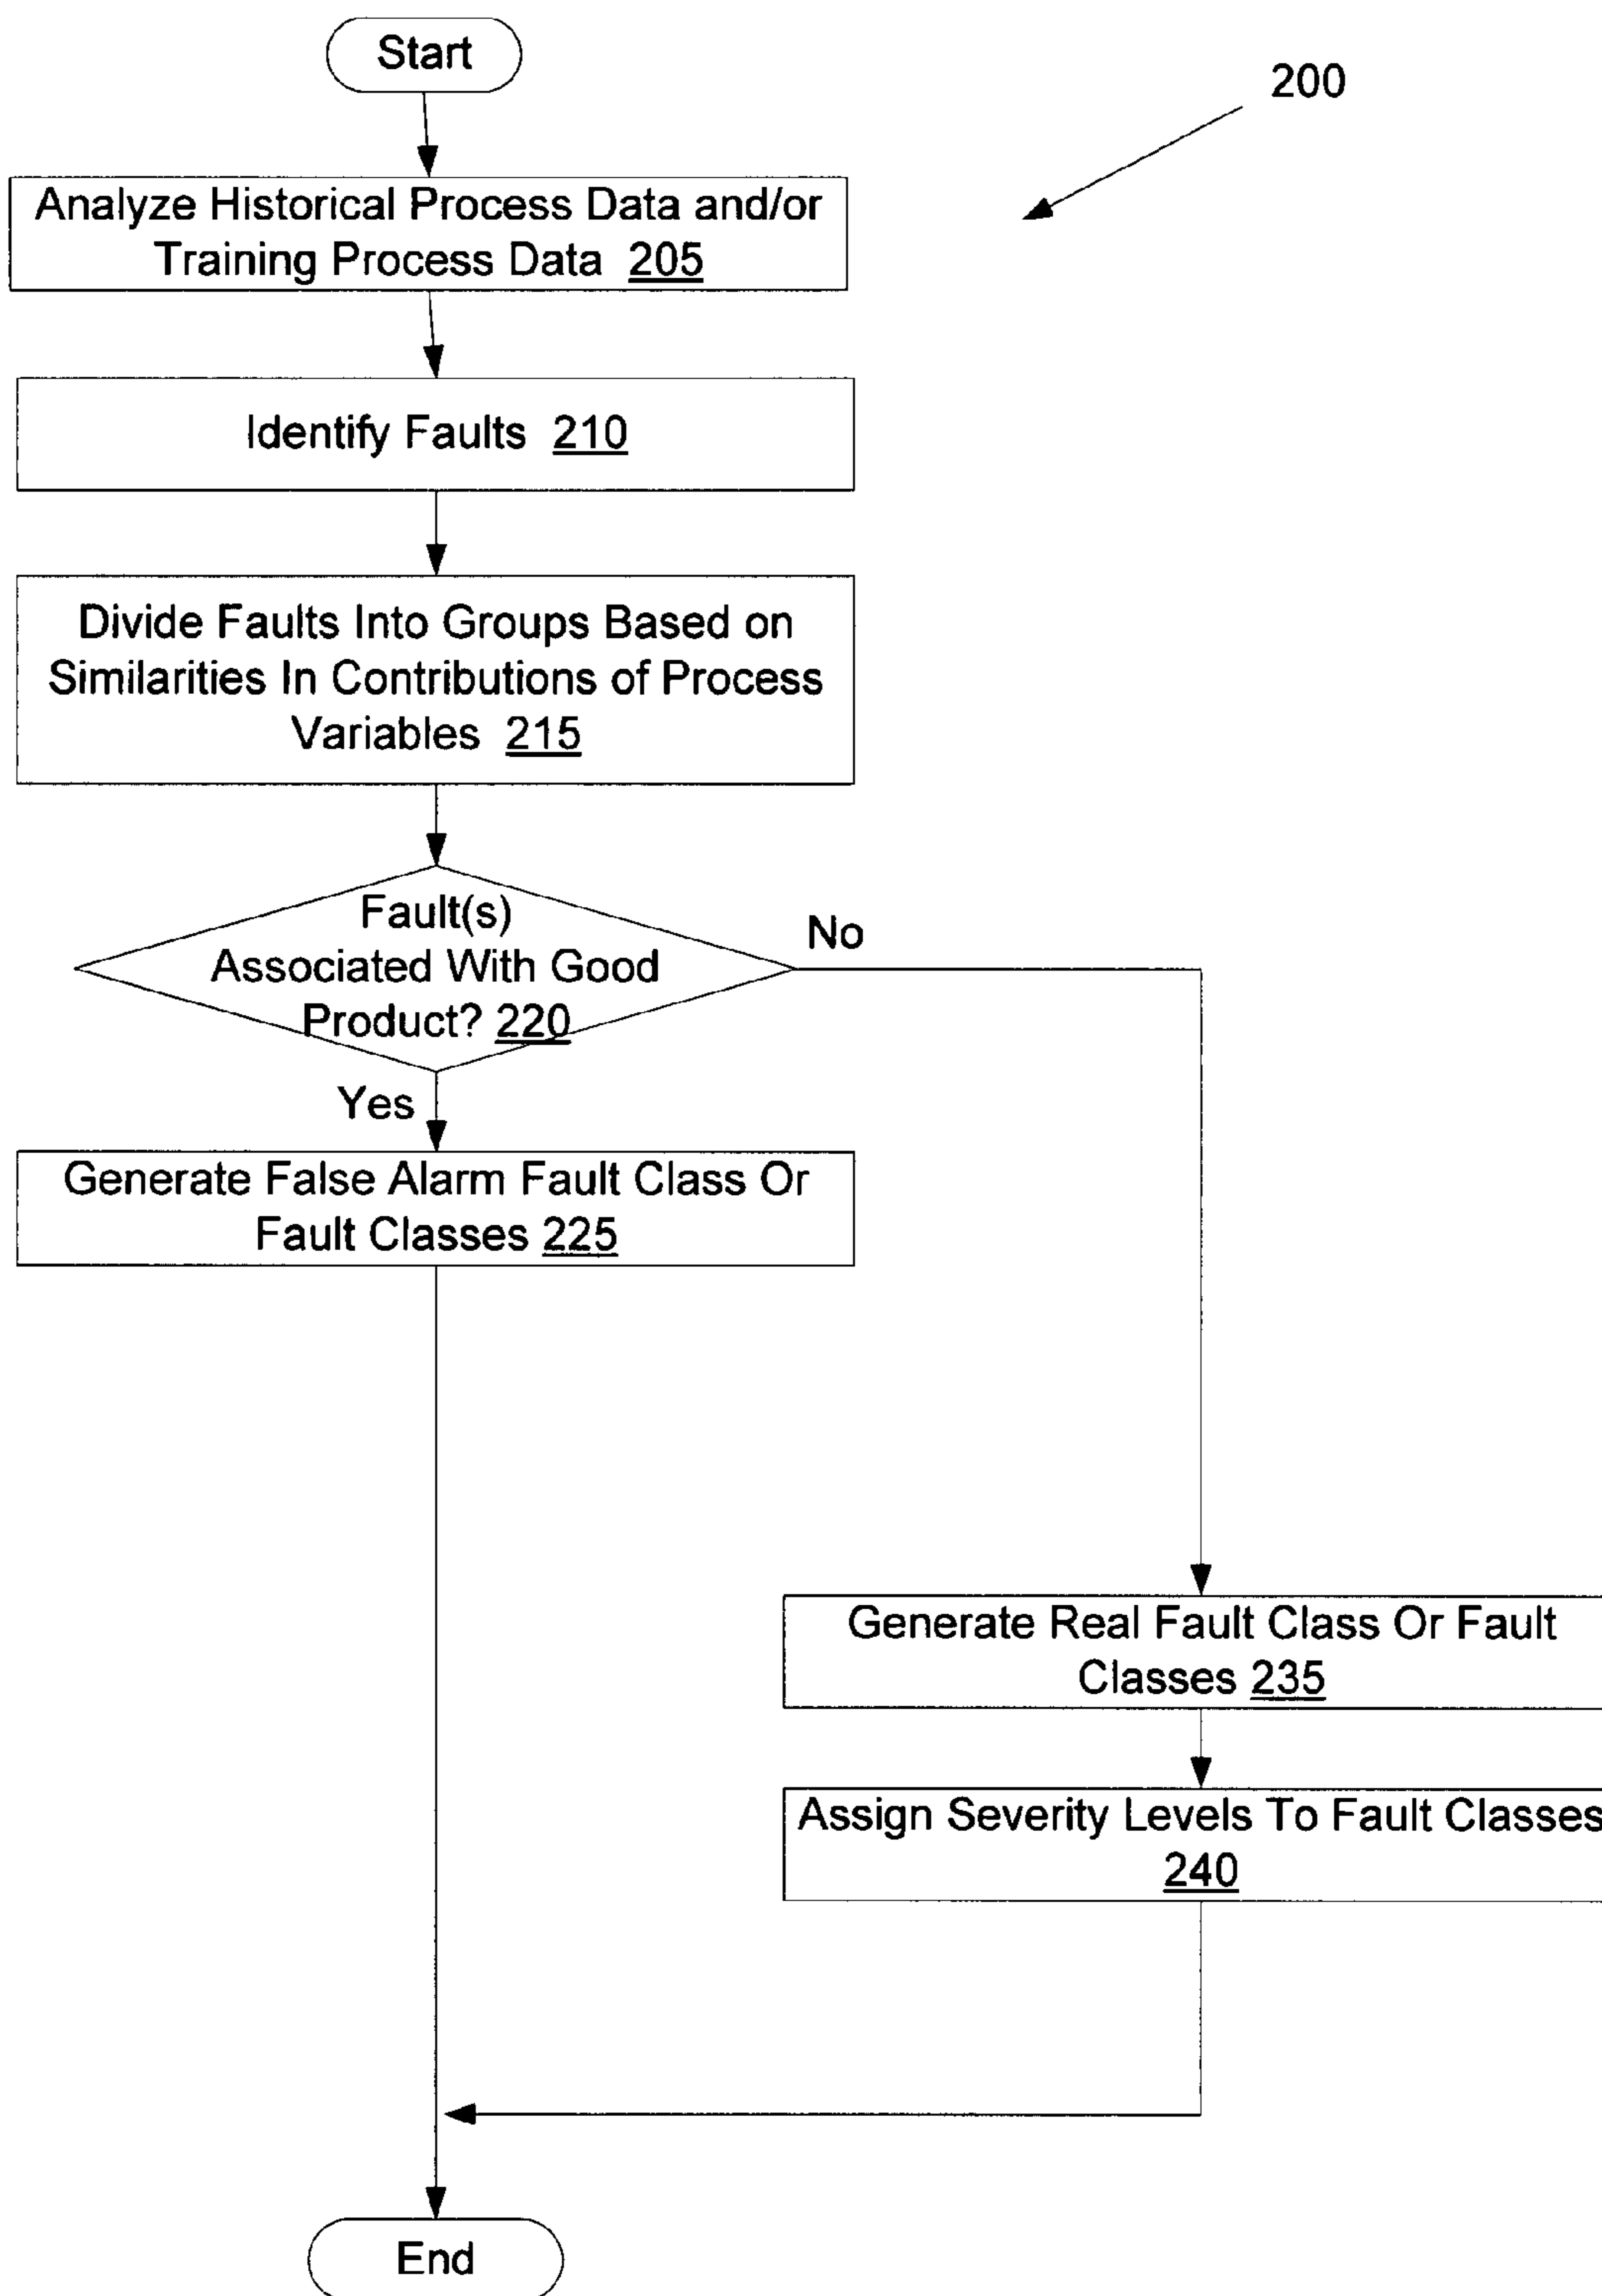 Start
200
Analyze Historical Process Data and/or
Training Process Data 205
Identify Faults 210
Divide Faults Into Groups Based on
Similarities In Contributions of Process
Variables 215
Fault(s)
Associated With Good
Product? 220
No
Yes
Generate False Alarm Fault Class Or
Fault Classes 225
Generate Real Fault Class Or Fault
Classes 235
Assign Severity Levels To Fault Classes
240
End